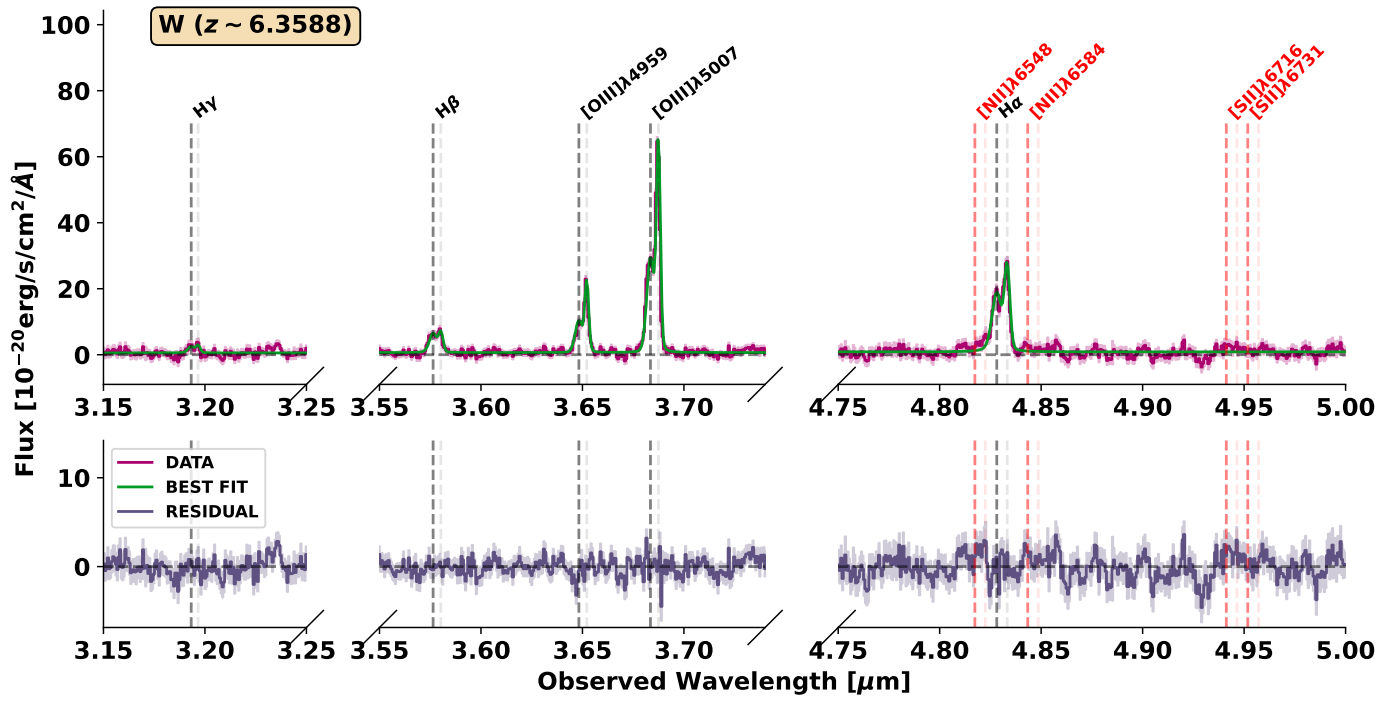 W (z ~ 6.3588)
Hγ
Hβ
[OIII]λ4959
[OIII]λ5007
[NII]λ6548
Hα
[NII]λ6584
[SII]λ6716
[SII]λ6731
Flux [10⁻²⁰erg/s/cm²/Å]
100
80
60
40
20
0
3.15 3.20 3.25 3.55 3.60 3.65 3.70 4.75 4.80 4.85 4.90 4.95 5.00
DATA
BEST FIT
RESIDUAL
10
0
3.15 3.20 3.25 3.55 3.60 3.65 3.70 4.75 4.80 4.85 4.90 4.95 5.00
Observed Wavelength [μm]